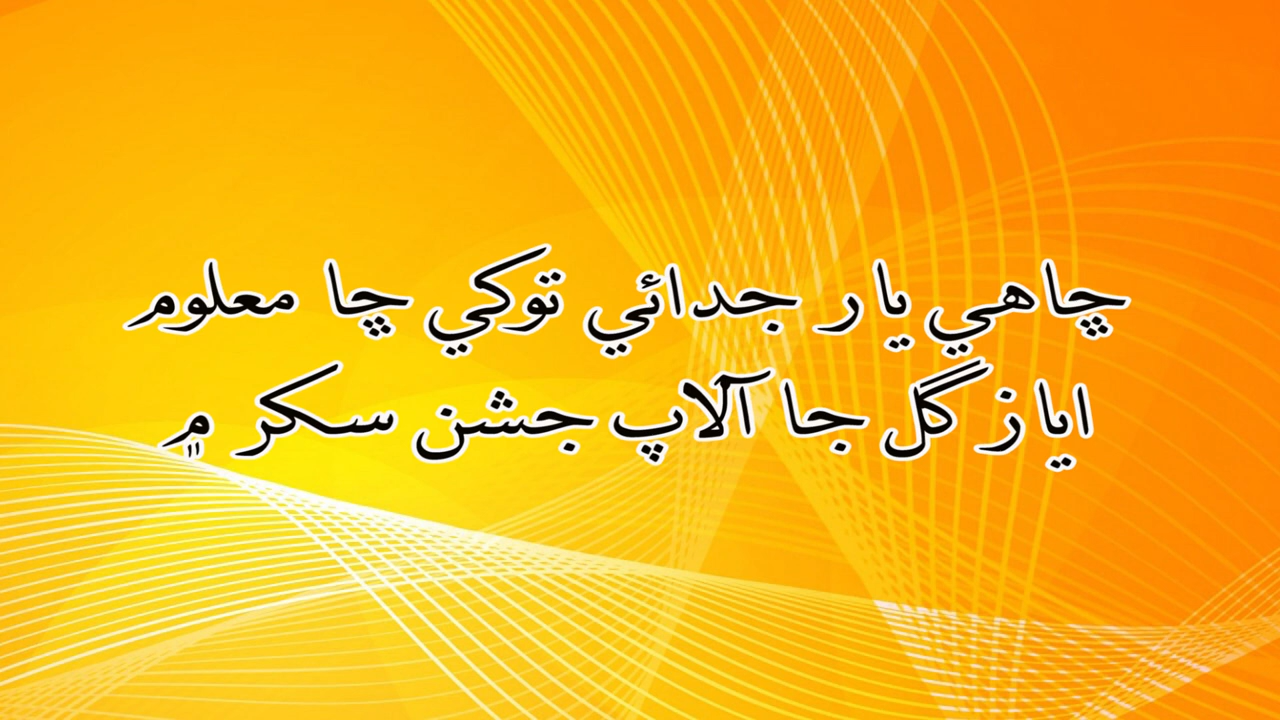 چاهي يار جدائي توکي چا معلوم
اياز گل جا آلاپ جشن سکر ۾